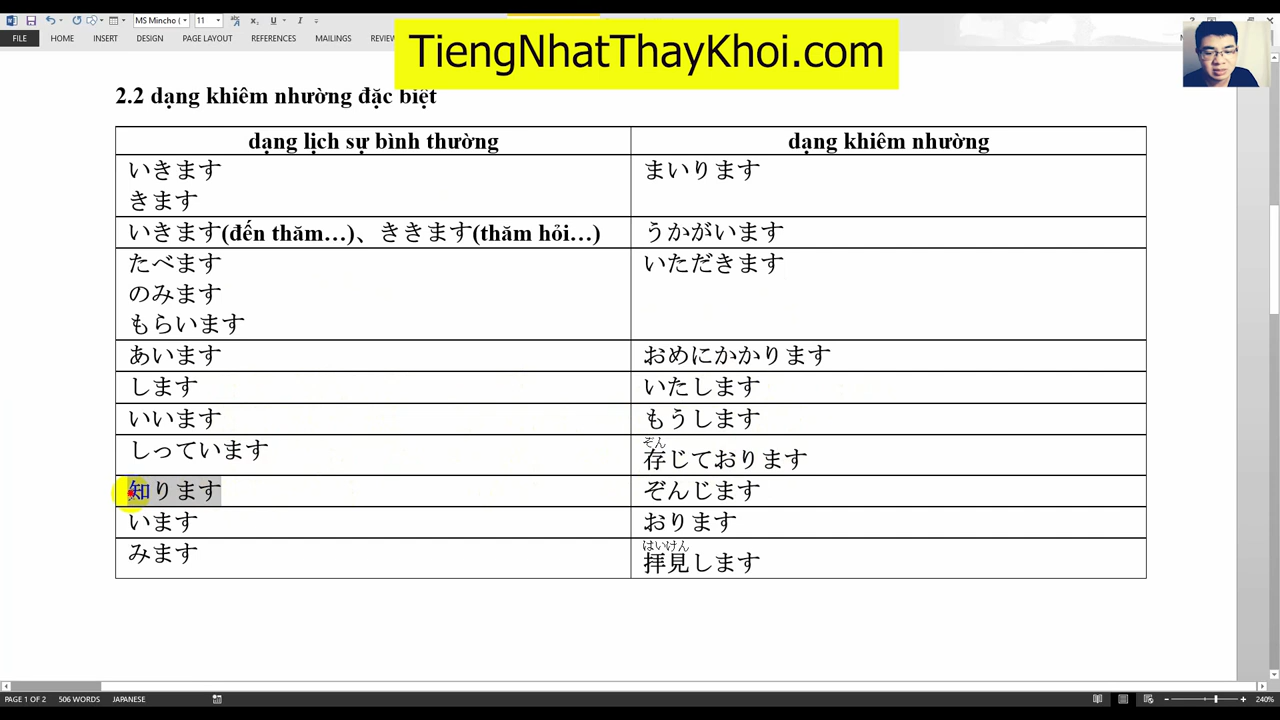 MS Mincho (
11
FILE HOME INSERT DESIGN PAGE LAYOUT REFERENCES MAILINGS
TiengNhatThayKhoi.com
2.2 dạng khiêm nhường đặc biệt
dạng lịch sự bình thường
dạng khiêm nhường
いきます
きます
まいります
いきます(đến thăm…)、ききます(thăm hỏi…)
うかがいます
たべます
のみます
もらいます
いただきます
あいます
おめにかかります
します
いたします
いいます
もうします
しっています
ぞん
存じております
知ります
ぞんじます
います
おります
みます
はいけん
拝見します
PAGE 1 OF 2 506 WORDS JAPANESE
240%